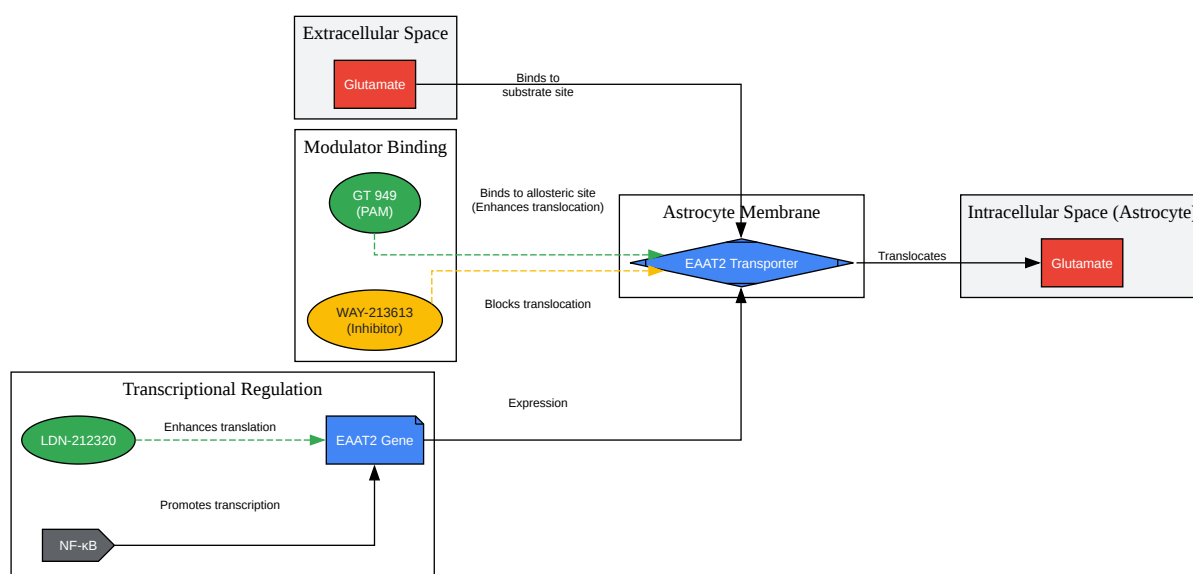 Extracellular Space
Glutamate
Binds to
substrate site
Modulator Binding
GT 949
(PAM)
Binds to allosteric site
(Enhances translocation)
Astrocyte Membrane
EAAT2 Transporter
Translocates
Intracellular Space (Astrocyte)
Glutamate
WAY-213613
(Inhibitor)
Blocks translocation
Transcriptional Regulation
LDN-212320
Enhances translation
EAAT2 Gene
Expression
Promotes transcription
NF-κB